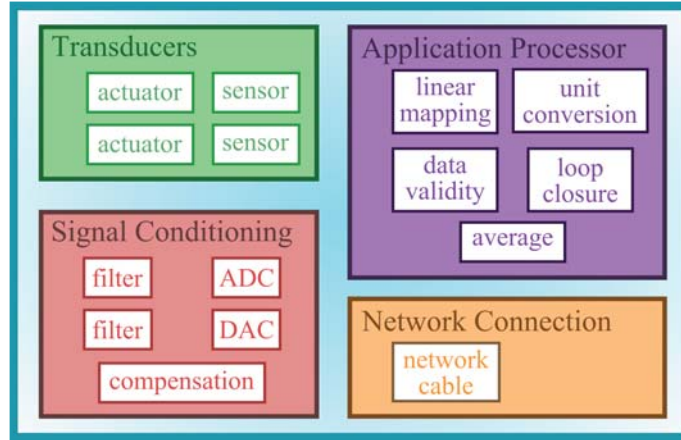 Transducers
actuator
sensor
actuator
sensor
Signal Conditioning
filter
ADC
filter
DAC
compensation
Application Processor
linear
mapping
unit
conversion
data
validity
loop
closure
average
Network Connection
network
cable